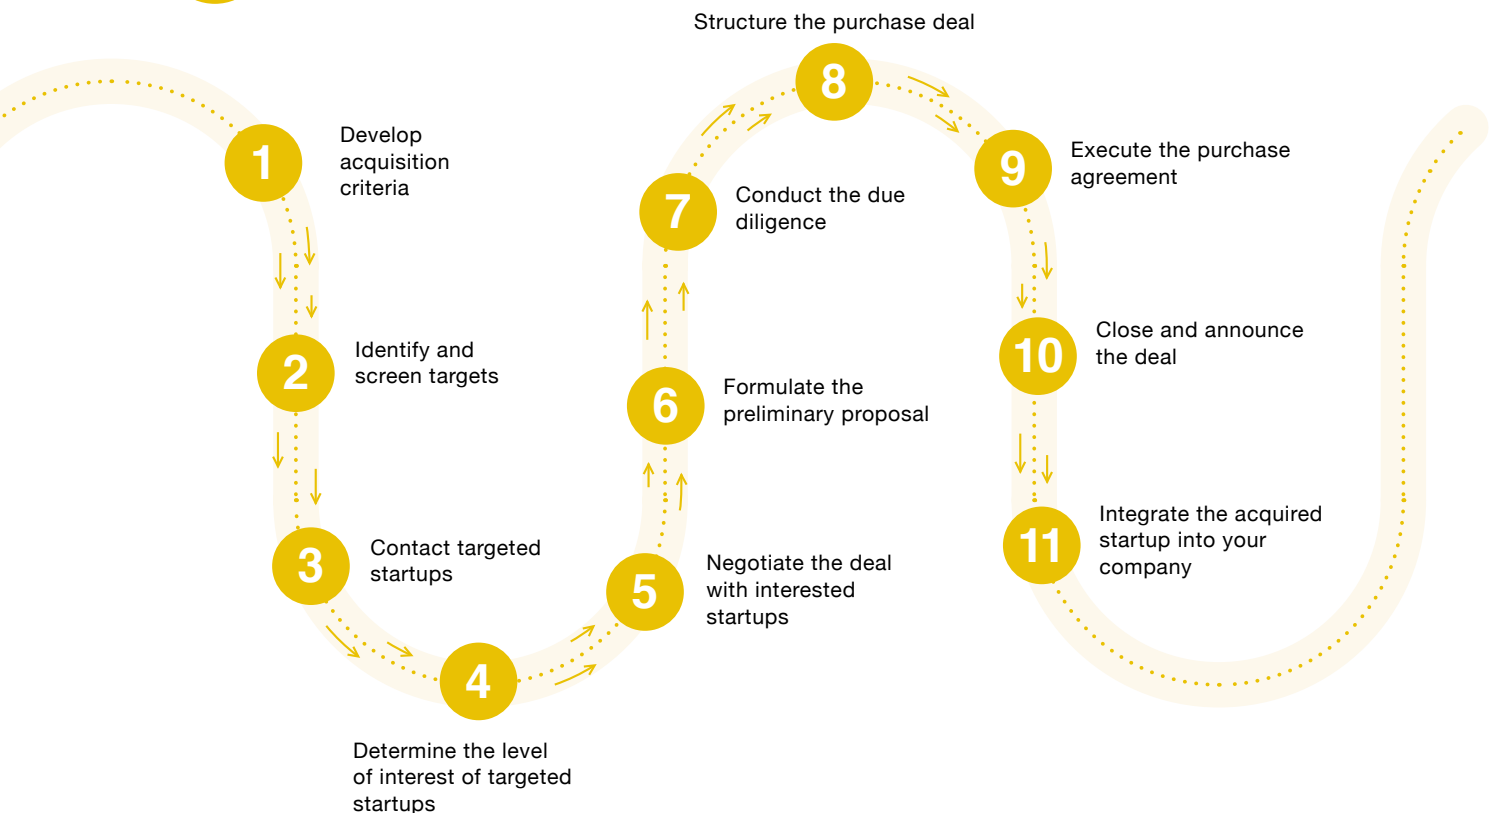 1
Develop
acquisition
criteria
2
Identify and
screen targets
3
Contact targeted
startups
4
Determine the level
of interest of targeted
startups
5
Negotiate the deal
with interested
startups
6
Formulate the
preliminary proposal
7
Conduct the due
diligence
Structure the purchase deal
8
9
Execute the purchase
agreement
10
Close and announce
the deal
11
Integrate the acquired
startup into your
company